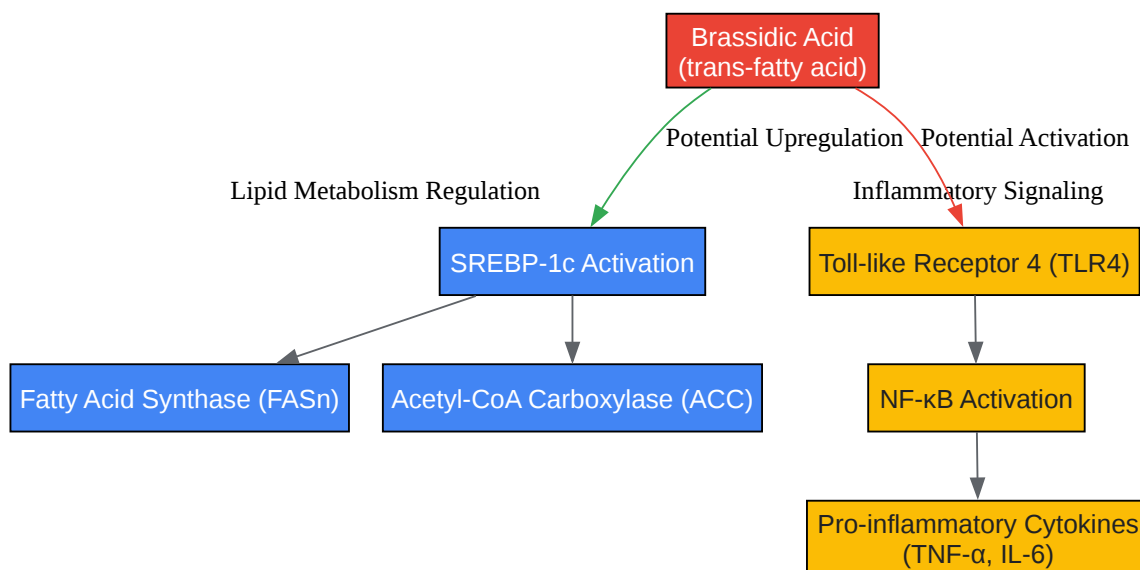 Brassidic Acid
(trans-fatty acid)
Potential Upregulation
Potential Activation
Lipid Metabolism Regulation
Inflammatory Signaling
SREBP-1c Activation
Toll-like Receptor 4 (TLR4)
Fatty Acid Synthase (FASn)
Acetyl-CoA Carboxylase (ACC)
NF-κB Activation
Pro-inflammatory Cytokines
(TNF-α, IL-6)